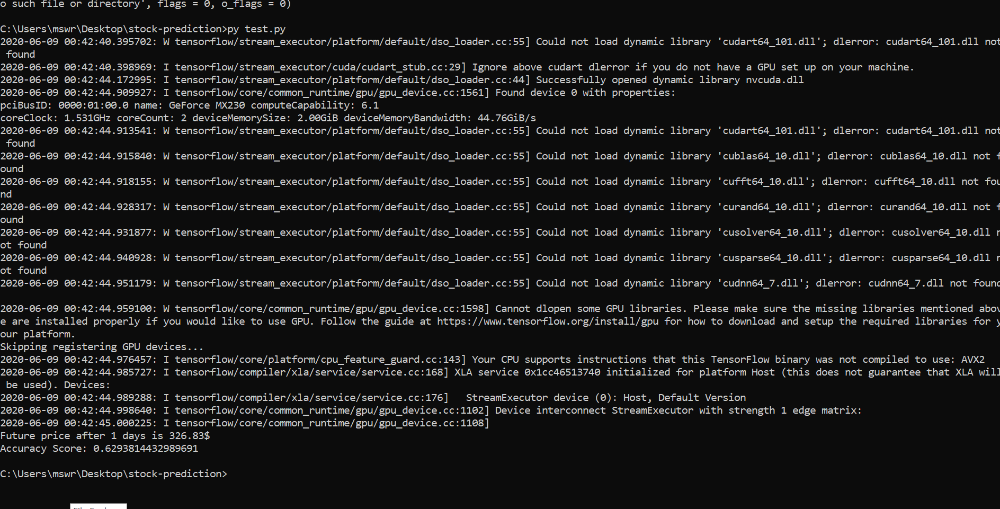 o such file or directory', flags = 0, o_flags = 0)
C:\Users\mswr\Desktop\stock-prediction>py test.py
2020-06-09 00:42:40.395702: W tensorflow/stream_executor/platform/default/dso_loader.cc:55] Could not load dynamic library 'cudart64_101.dll'; dlerror: cudart64_101.dll not
 found
2020-06-09 00:42:40.398969: I tensorflow/stream_executor/cuda/cudart_stub.cc:29] Ignore above cudart dlerror if you do not have a GPU set up on your machine.
2020-06-09 00:42:44.172995: I tensorflow/stream_executor/platform/default/dso_loader.cc:44] Successfully opened dynamic library nvcuda.dll
2020-06-09 00:42:44.909927: I tensorflow/core/common_runtime/gpu/gpu_device.cc:1561] Found device 0 with properties:
pciBusID: 0000:01:00.0 name: GeForce MX230 computeCapability: 6.1
coreClock: 1.531GHz coreCount: 2 deviceMemorySize: 2.00GiB deviceMemoryBandwidth: 44.76GiB/s
2020-06-09 00:42:44.913541: W tensorflow/stream_executor/platform/default/dso_loader.cc:55] Could not load dynamic library 'cudart64_101.dll'; dlerror: cudart64_101.dll not
 found
2020-06-09 00:42:44.915840: W tensorflow/stream_executor/platform/default/dso_loader.cc:55] Could not load dynamic library 'cublas64_10.dll'; dlerror: cublas64_10.dll not f
ound
2020-06-09 00:42:44.918155: W tensorflow/stream_executor/platform/default/dso_loader.cc:55] Could not load dynamic library 'cufft64_10.dll'; dlerror: cufft64_10.dll not fou
nd
2020-06-09 00:42:44.928317: W tensorflow/stream_executor/platform/default/dso_loader.cc:55] Could not load dynamic library 'curand64_10.dll'; dlerror: curand64_10.dll not f
ound
2020-06-09 00:42:44.931877: W tensorflow/stream_executor/platform/default/dso_loader.cc:55] Could not load dynamic library 'cusolver64_10.dll'; dlerror: cusolver64_10.dll n
ot found
2020-06-09 00:42:44.940928: W tensorflow/stream_executor/platform/default/dso_loader.cc:55] Could not load dynamic library 'cusparse64_10.dll'; dlerror: cusparse64_10.dll n
ot found
2020-06-09 00:42:44.951179: W tensorflow/stream_executor/platform/default/dso_loader.cc:55] Could not load dynamic library 'cudnn64_7.dll'; dlerror: cudnn64_7.dll not found
2020-06-09 00:42:44.959100: W tensorflow/core/common_runtime/gpu/gpu_device.cc:1598] Cannot dlopen some GPU libraries. Please make sure the missing libraries mentioned abov
e are installed properly if you would like to use GPU. Follow the guide at https://www.tensorflow.org/install/gpu for how to download and setup the required libraries for y
our platform.
Skipping registering GPU devices...
2020-06-09 00:42:44.976457: I tensorflow/core/platform/cpu_feature_guard.cc:143] Your CPU supports instructions that this TensorFlow binary was not compiled to use: AVX2
2020-06-09 00:42:44.985727: I tensorflow/compiler/xla/service/service.cc:168] XLA service 0x1cc46513740 initialized for platform Host (this does not guarantee that XLA will
 be used). Devices:
2020-06-09 00:42:44.989288: I tensorflow/compiler/xla/service/service.cc:176]   StreamExecutor device (0): Host, Default Version
2020-06-09 00:42:44.998640: I tensorflow/core/common_runtime/gpu/gpu_device.cc:1102] Device interconnect StreamExecutor with strength 1 edge matrix:
2020-06-09 00:42:45.000225: I tensorflow/core/common_runtime/gpu/gpu_device.cc:1108]
Future price after 1 days is 326.83$
Accuracy Score: 0.6293814432989691
C:\Users\mswr\Desktop\stock-prediction>